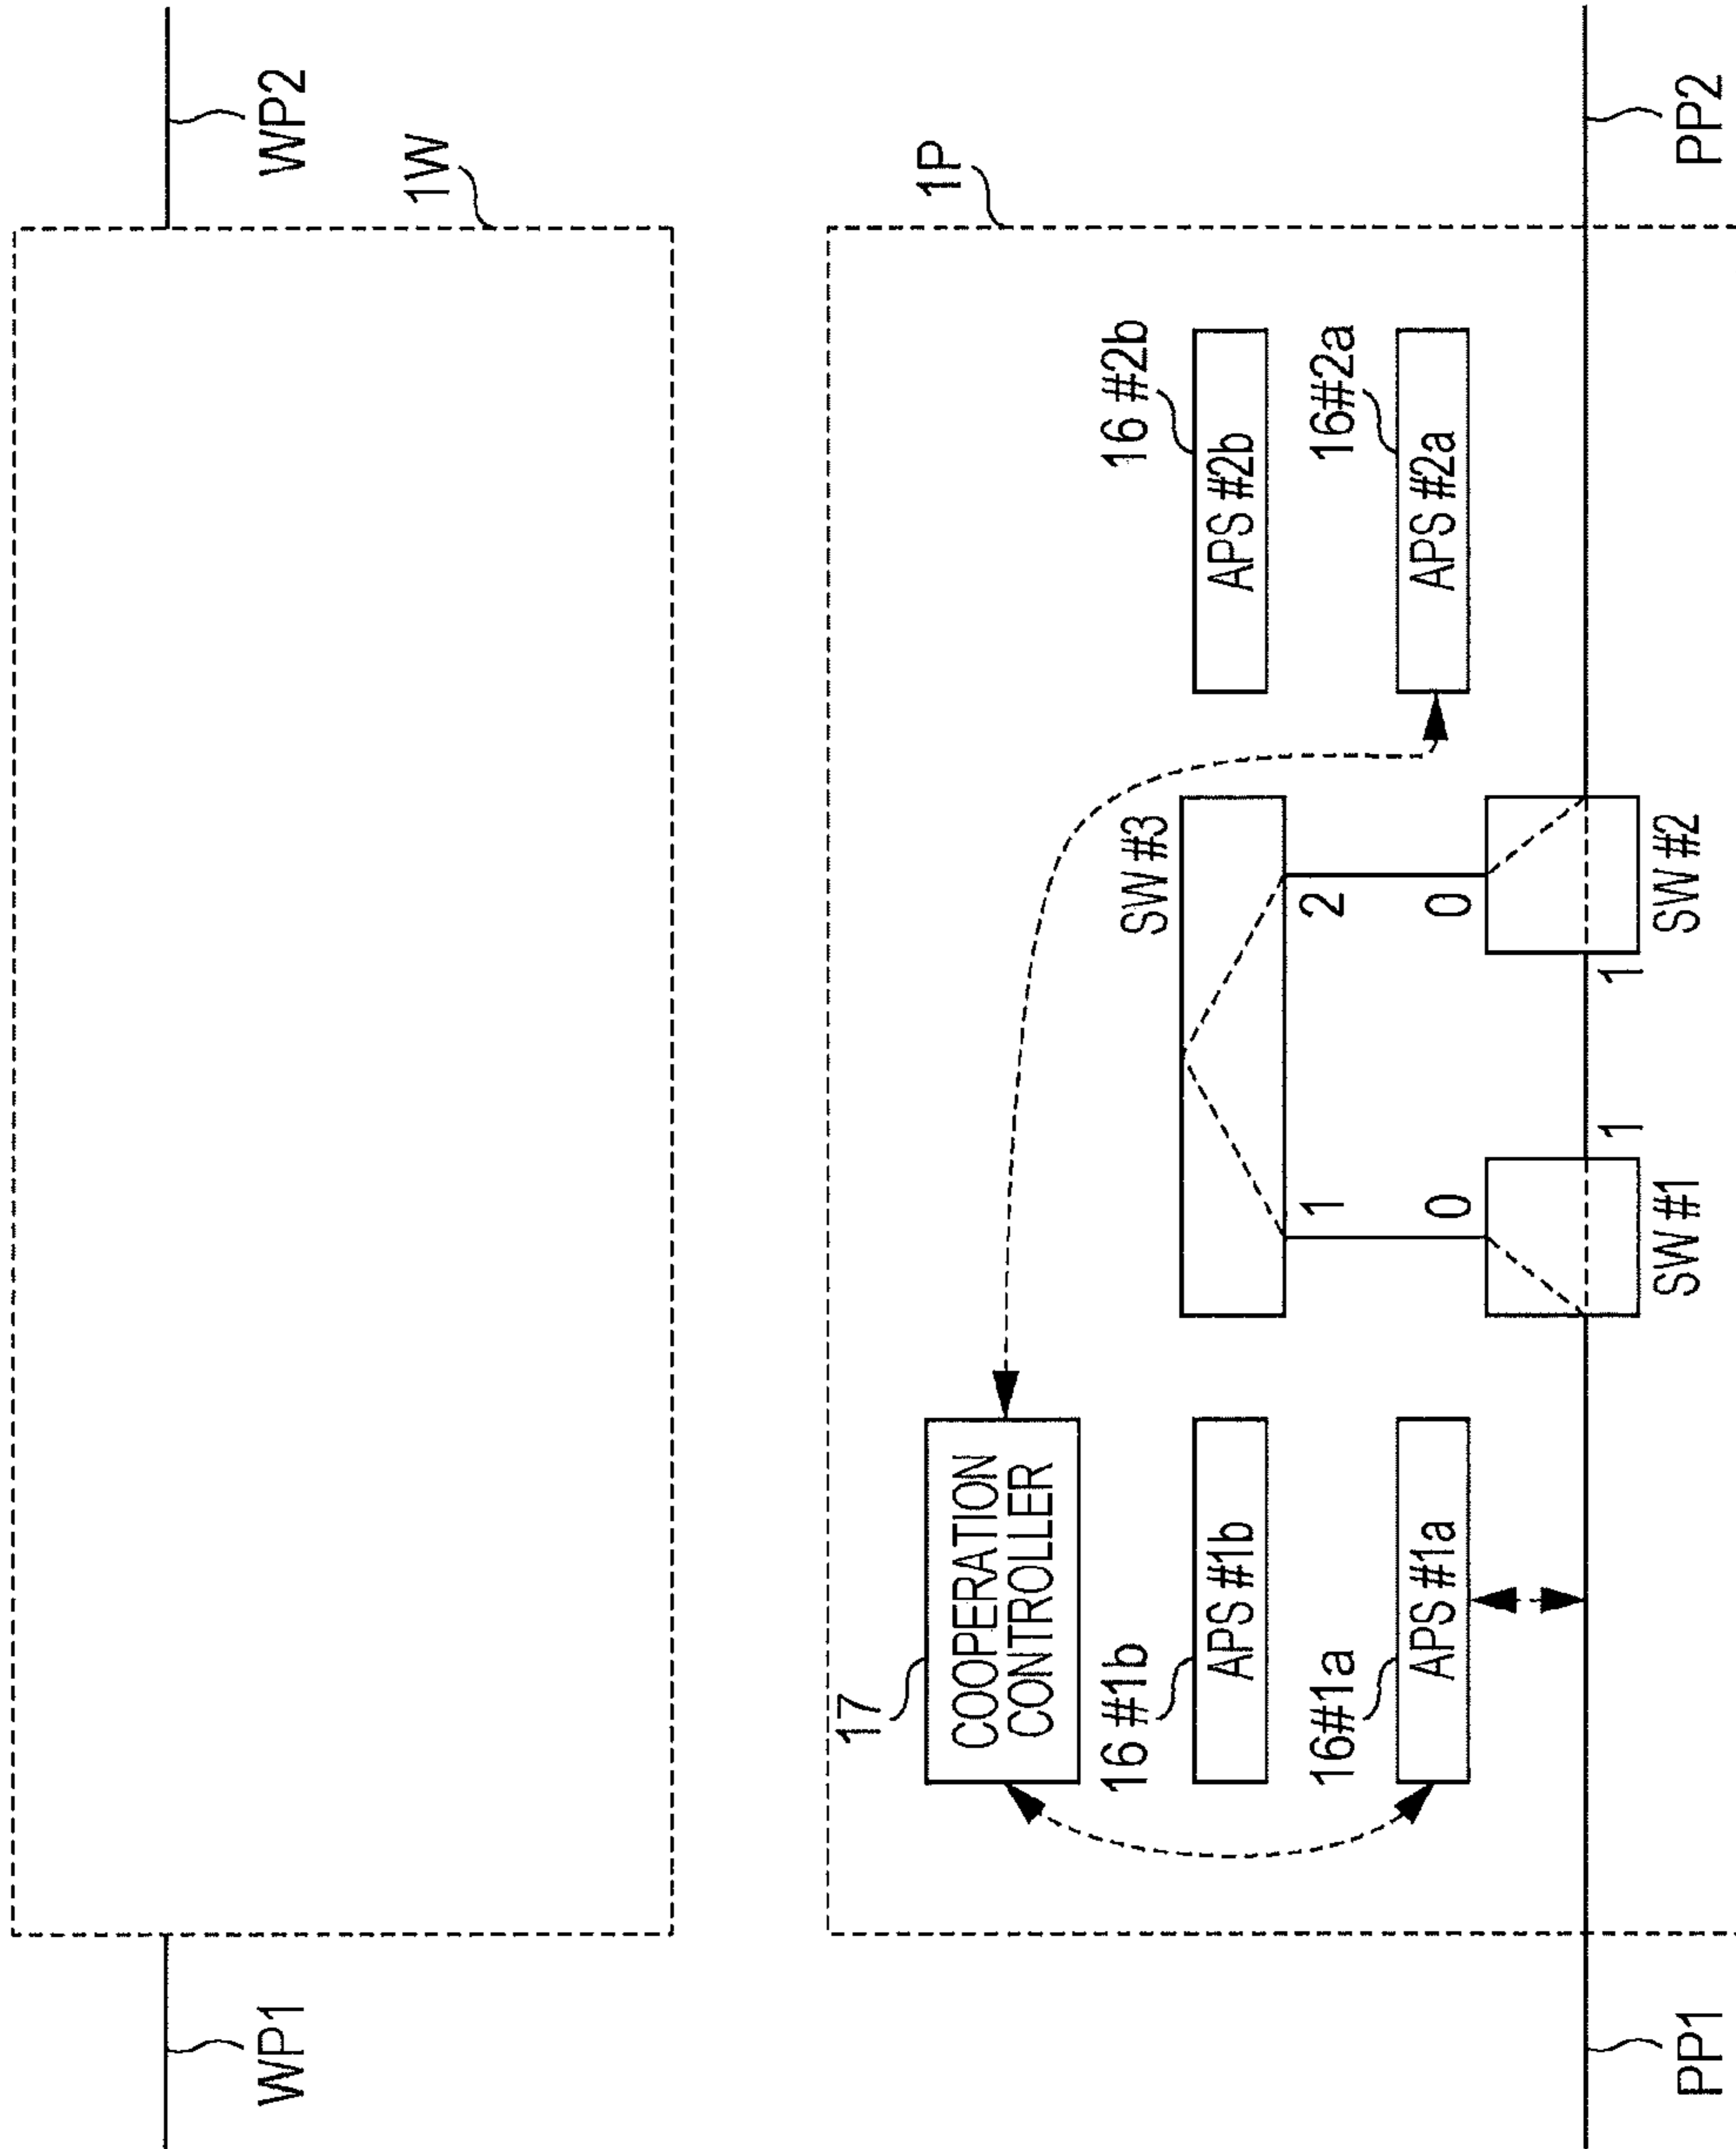 WP1
WP2
1W
1P
17
COOPERATION
CONTROLLER
16 #1b
APS #1b
16#1a
APS #1a
SW #3
1
2
0
0
1
1
SW #1
SW #2
16 #2b
APS #2b
16#2a
APS #2a
PP1
PP2